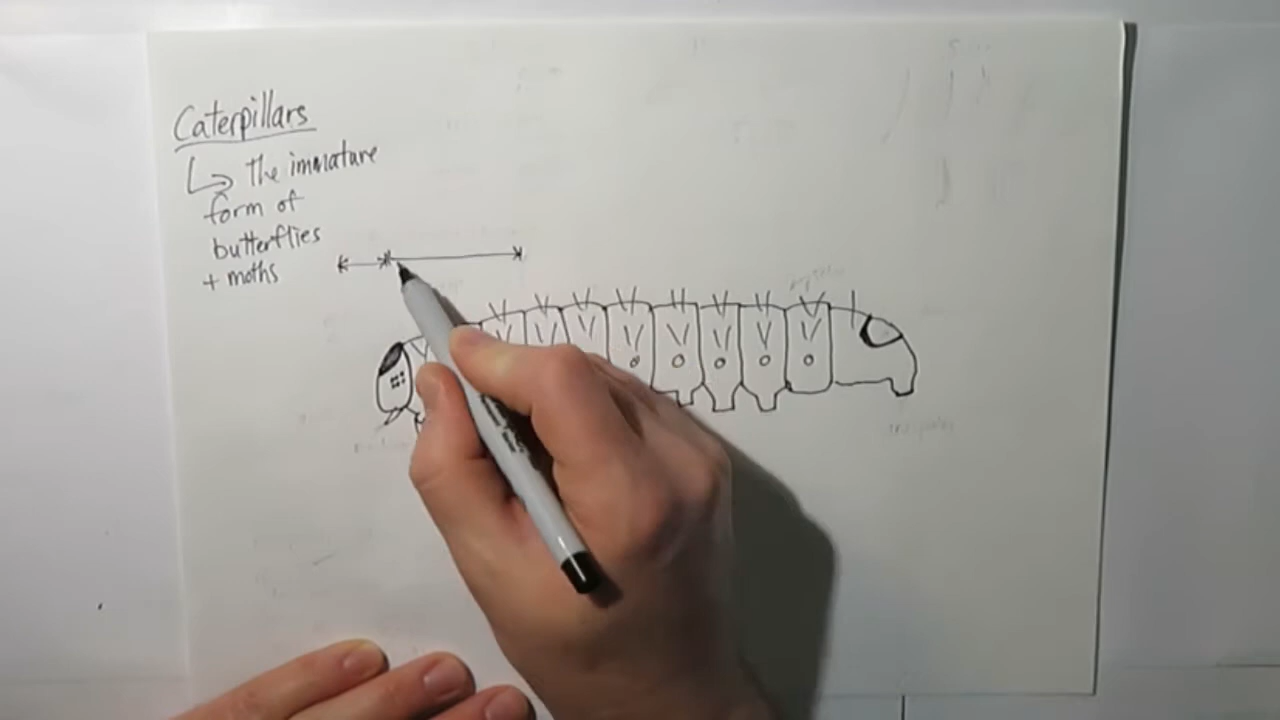 Caterpillars
↳ the immature
form of
butterflies
+ moths